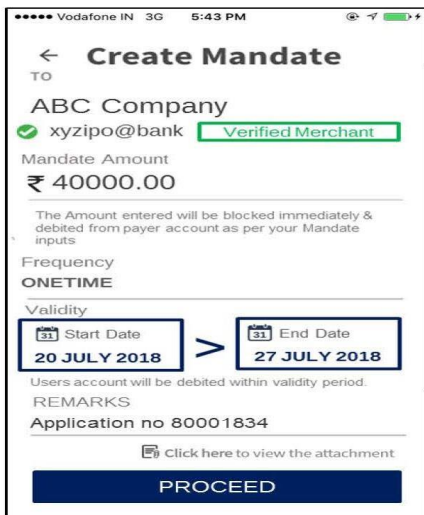 Vodafone IN 3G 5:43 PM
← Create Mandate
TO
ABC Company
xyzipo@bank Verified Merchant
Mandate Amount
₹ 40000.00
The Amount entered will be blocked immediately &
debited from payer account as per your Mandate
inputs
Frequency
ONETIME
Validity
31 Start Date
20 JULY 2018
>
31 End Date
27 JULY 2018
Users account will be debited within validity period.
REMARKS
Application no 80001834
Click here to view the attachment
PROCEED